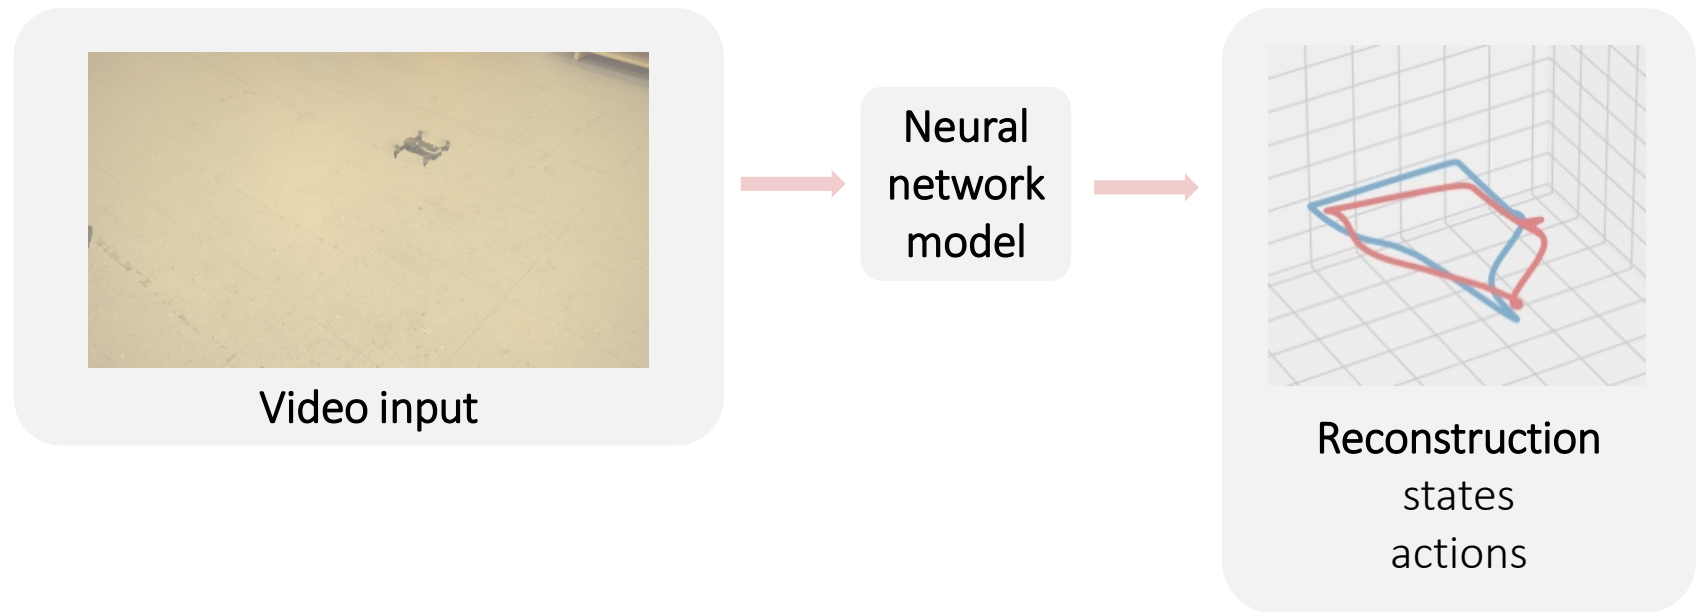 Video input
Neural
network
model
Reconstruction
states
actions